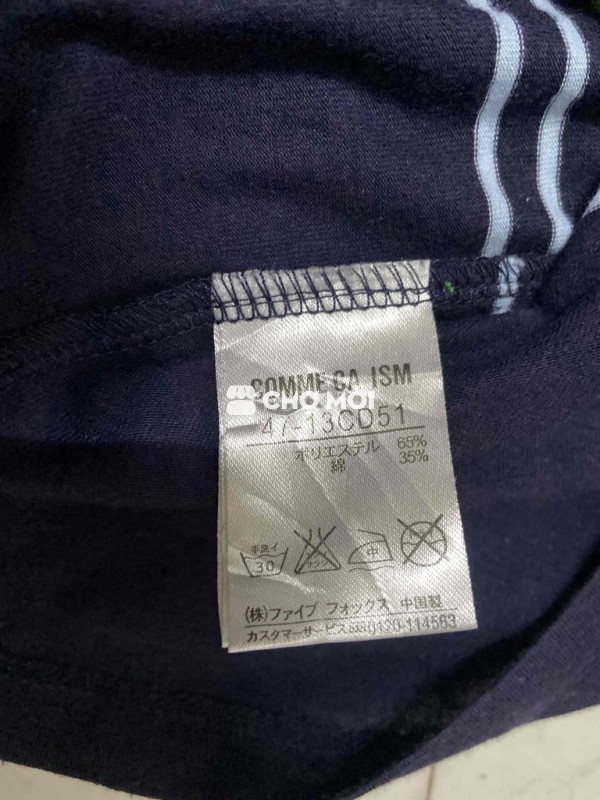 COMME CA ISM
CHỢ MỚI
47-13CD51
ポリエステル 65%
綿 35%
手洗イ
30
中
(株)ファイブ フォックス 中国製
カスタマーサービス 0120-114563